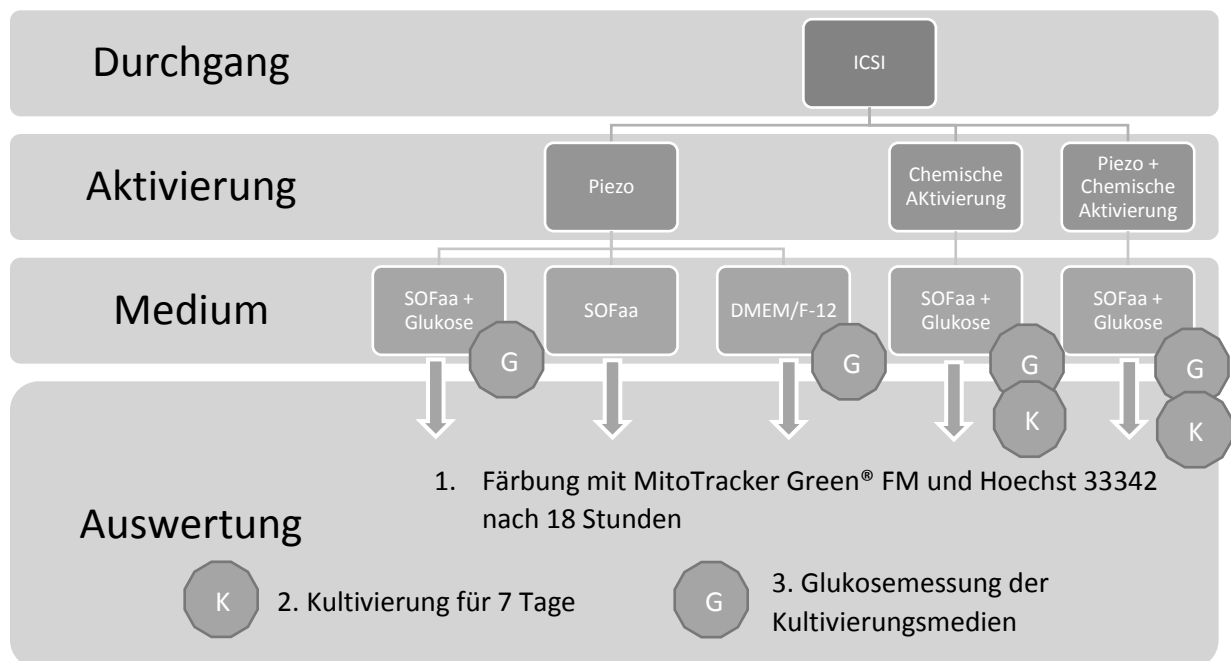 Durchgang
ICSI
Aktivierung
Piezo
Chemische
AKtivierung
Piezo +
Chemische
Aktivierung
Medium
SOFaa +
Glukose
G
SOFaa
DMEM/F-12
G
SOFaa +
Glukose
G
K
SOFaa +
Glukose
G
K
Auswertung
1. Färbung mit MitoTracker Green® FM und Hoechst 33342
nach 18 Stunden
K
2. Kultivierung für 7 Tage
G
3. Glukosemessung der
Kultivierungsmedien